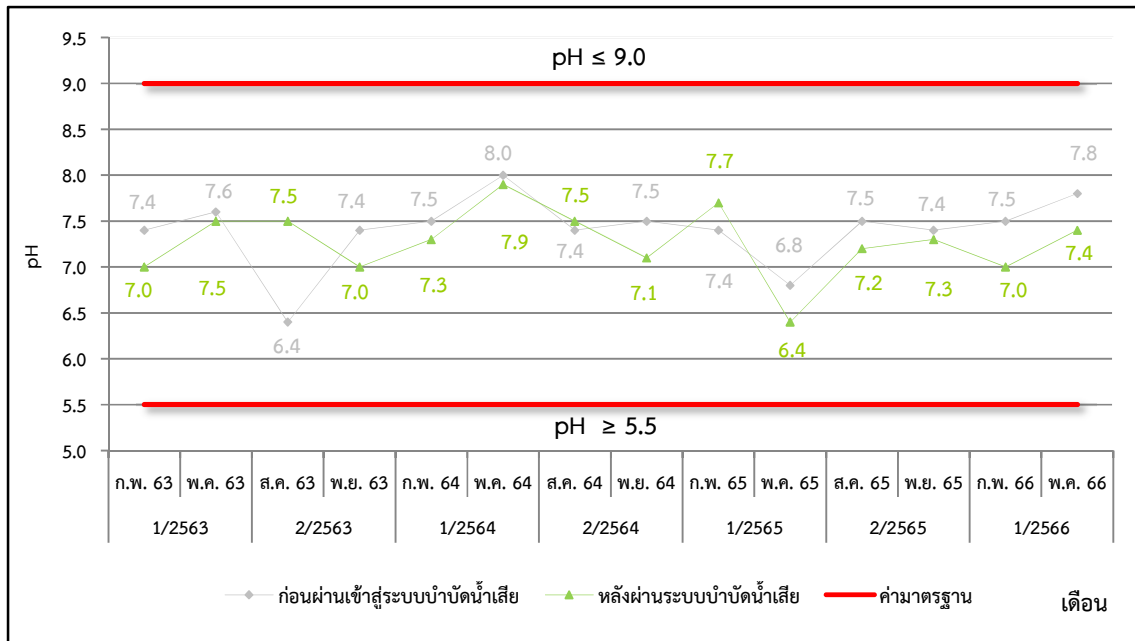 9.5
pH ≤ 9.0
9.0
8.5
8.0
7.5
7.0
6.5
6.0
5.5
5.0
pH
7.4 7.6 6.4 7.4 7.5 8.0 7.4 7.5 7.4 6.8 7.5 7.4 7.5 7.8
7.0 7.5 7.5 7.0 7.3 7.9 7.5 7.1 7.7 6.4 7.2 7.3 7.0 7.4
pH ≥ 5.5
ก.พ. 63 พ.ค. 63 ส.ค. 63 พ.ย. 63 ก.พ. 64 พ.ค. 64 ส.ค. 64 พ.ย. 64 ก.พ. 65 พ.ค. 65 ส.ค. 65 พ.ย. 65 ก.พ. 66 พ.ค. 66
1/2563 2/2563 1/2564 2/2564 1/2565 2/2565 1/2566
ก่อนผ่านเข้าสู่ระบบบำบัดน้ำเสีย หลังผ่านระบบบำบัดน้ำเสีย ค่ามาตรฐาน เดือน